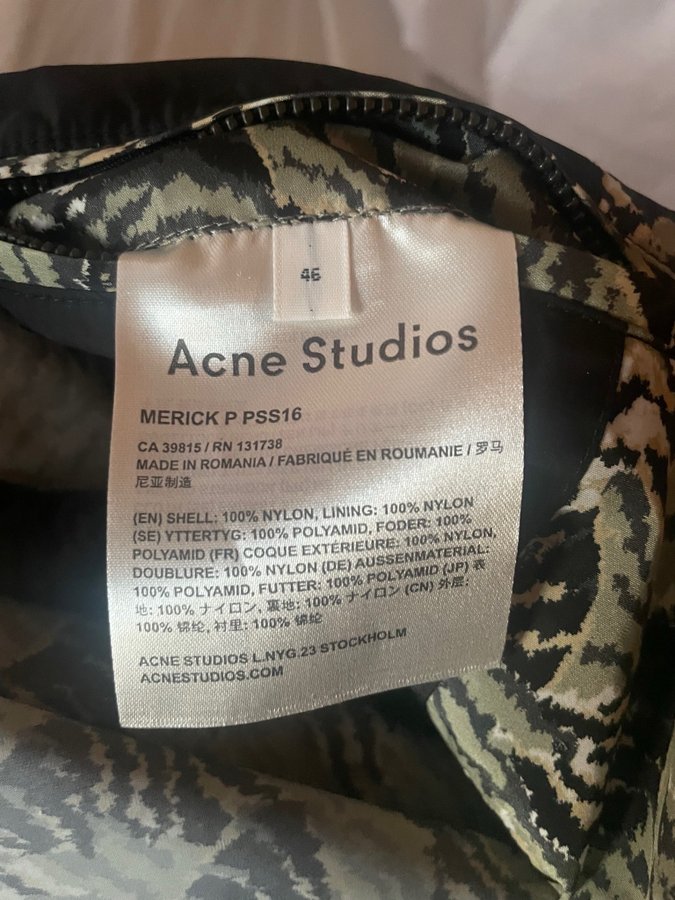 46
Acne Studios
MERICK P PSS16
CA 39815 / RN 131738
MADE IN ROMANIA / FABRIQUÉ EN ROUMANIE / 罗马
尼亚制造
(EN) SHELL: 100% NYLON, LINING: 100% NYLON
(SE) YTTERTYG: 100% POLYAMID, FODER: 100%
POLYAMID (FR) COQUE EXTÉRIEURE: 100% NYLON,
DOUBLURE: 100% NYLON (DE) AUSSENMATERIAL:
100% POLYAMID, FUTTER: 100% POLYAMID (JP) 表
地: 100% ナイロン, 裏地: 100% ナイロン (CN) 外层:
100% 锦纶, 衬里: 100% 锦纶
ACNE STUDIOS L.NYG.23 STOCKHOLM
ACNESTUDIOS.COM